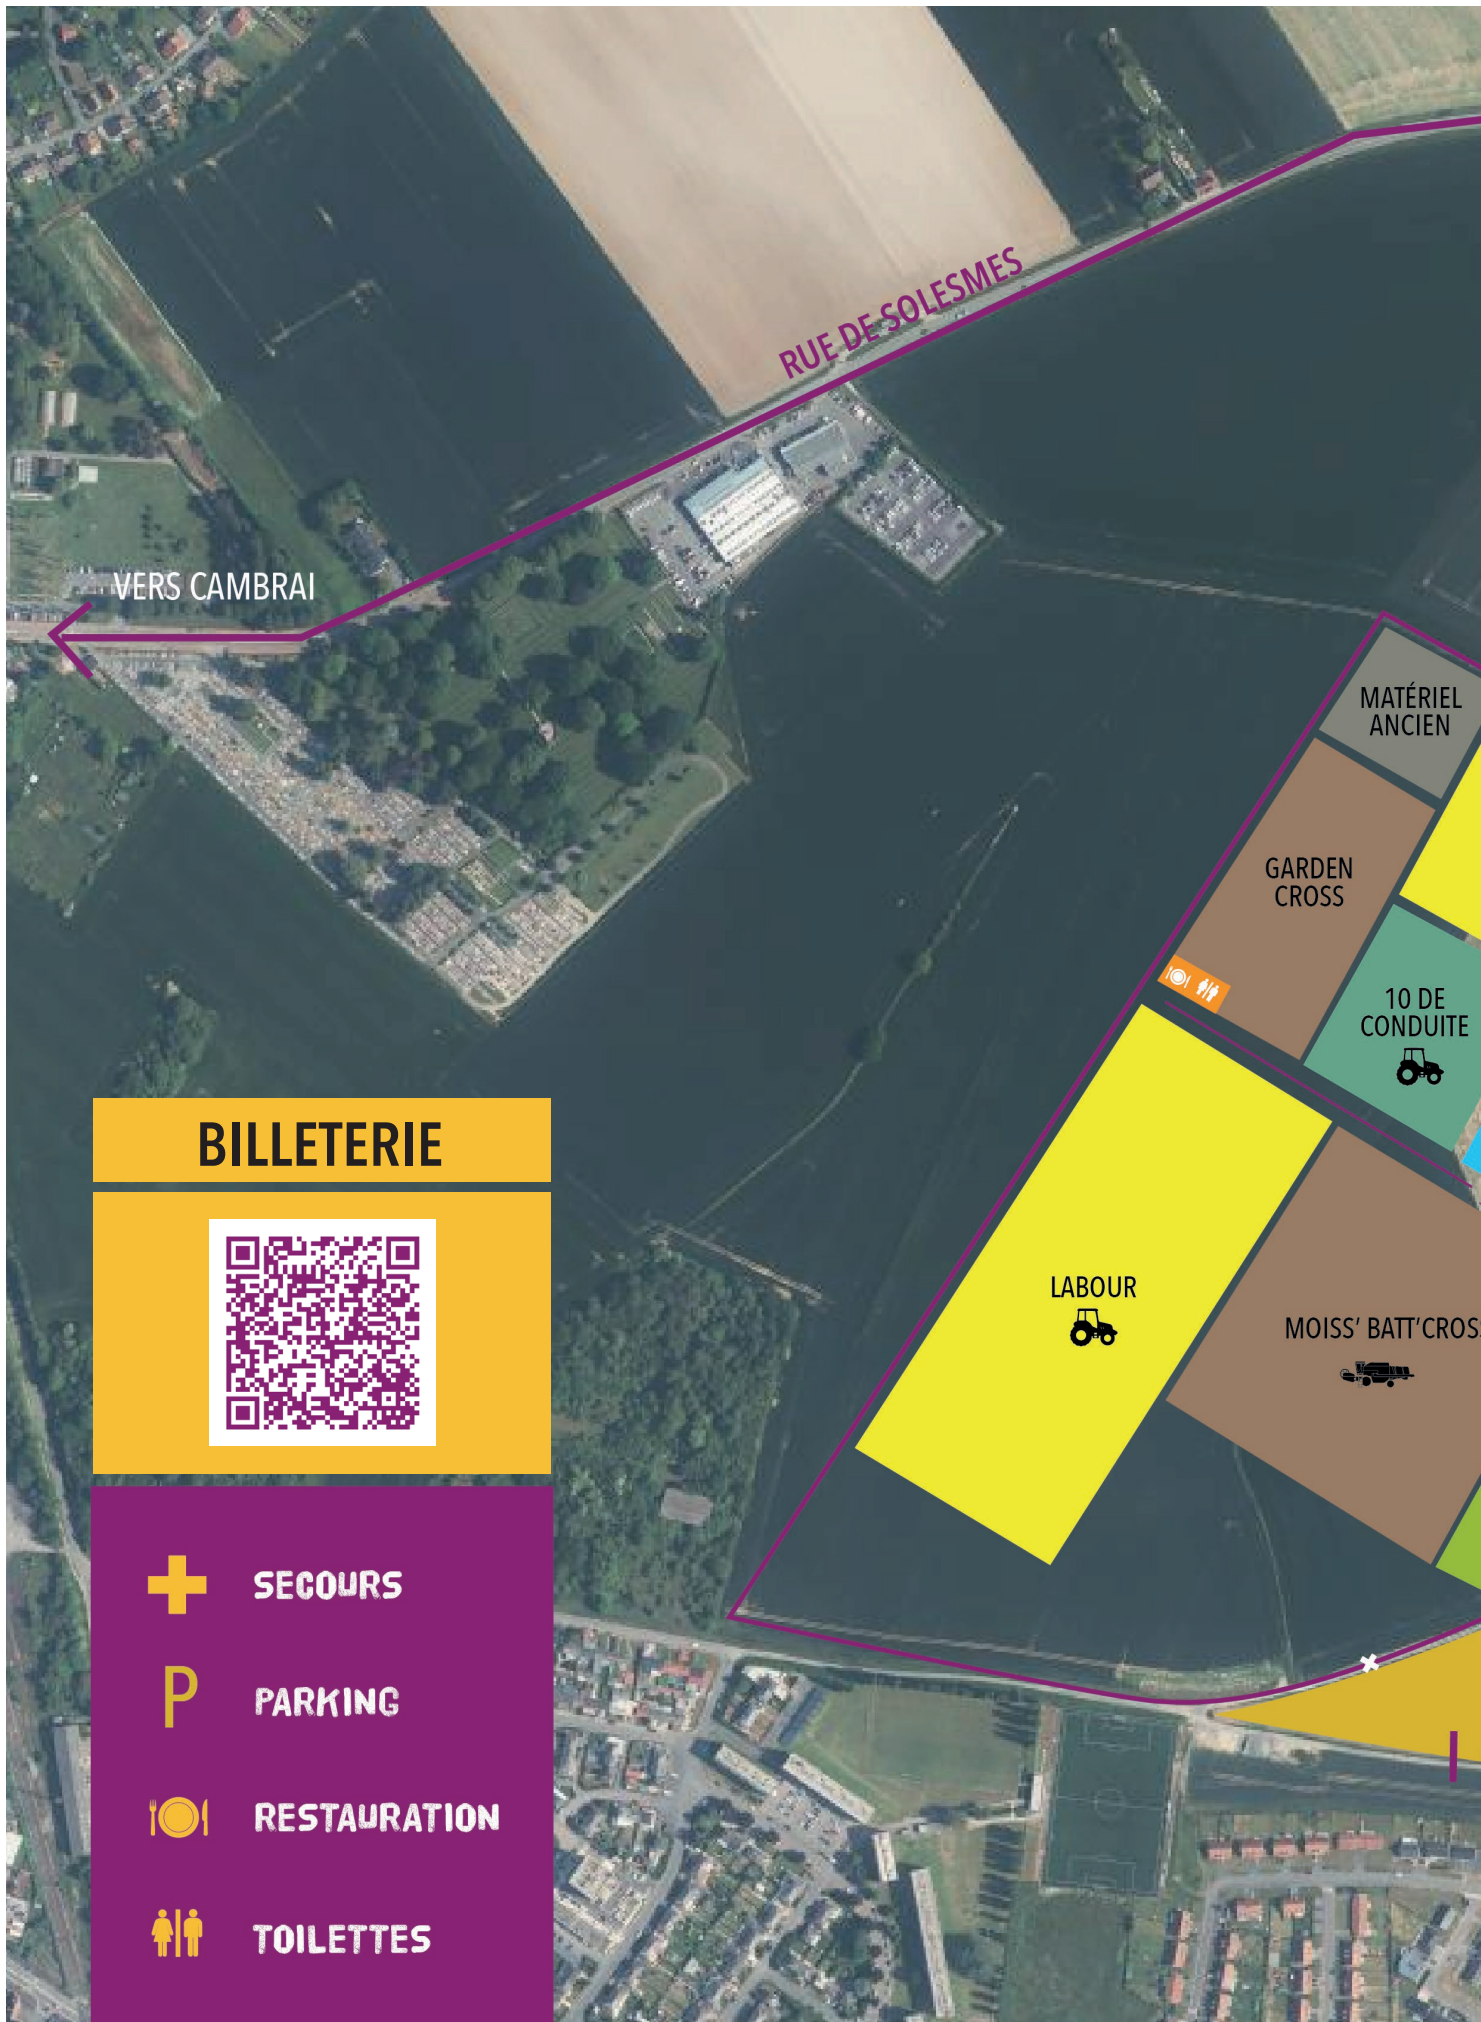 RUE DE SOLESMES
VERS CAMBRAI
MATÉRIEL
ANCIEN
GARDEN
CROSS
10 DE
CONDUITE
BILLETERIE
LABOUR
MOISS' BATT'CROS
SECOURS
P PARKING
RESTAURATION
TOILETTES